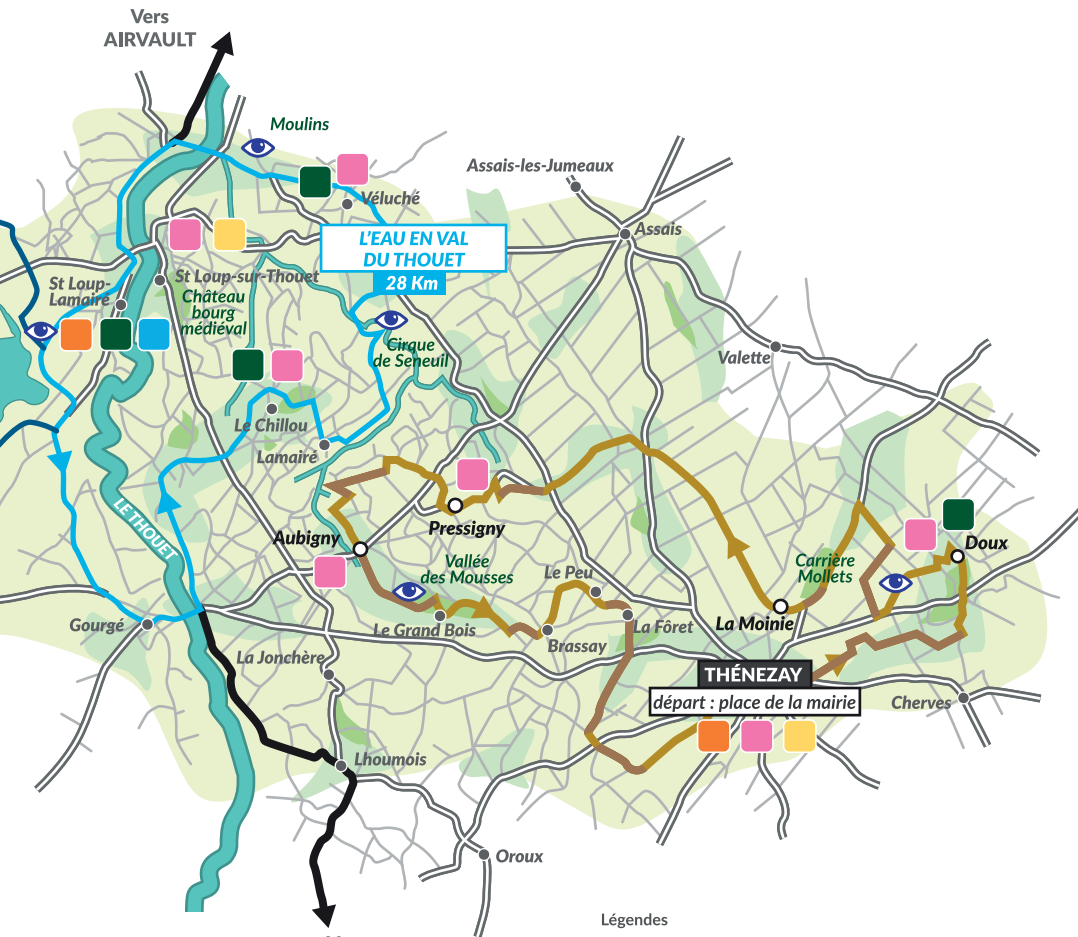 Vers
AIRVAULT
Moulins
Assais-les-Jumeaux
Véluché
Assais
L'EAU EN VAL
DU THOUET
28 Km
St Loup-
Lamairé
St Loup-sur-Thouet
Château
bourg
médiéval
Cirque
de Seneuil
Valette
Le Chillou
Lamairé
LE THOUET
Pressigny
Aubigny
Doux
Vallée
des Mousses
Le Peu
Carrière
Mollets
La Moinie
Gourgé
Le Grand Bois
La Fôret
Brassay
La Jonchère
THÉNEZAY
départ : place de la mairie
Cherves
Lhoumois
Oroux
Légendes